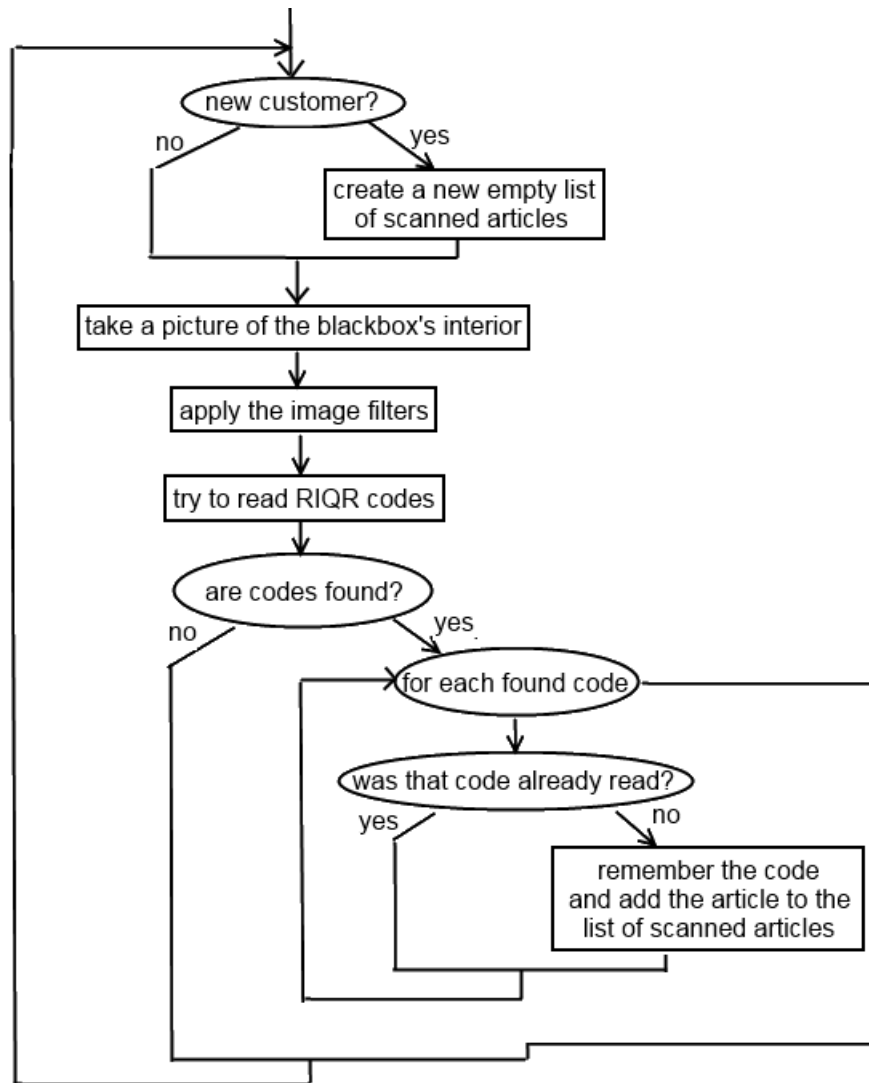 new customer?
no
yes
create a new empty list
of scanned articles
take a picture of the blackbox's interior
apply the image filters
try to read RIQR codes
are codes found?
no
yes
for each found code
was that code already read?
yes
no
remember the code
and add the article to the
list of scanned articles